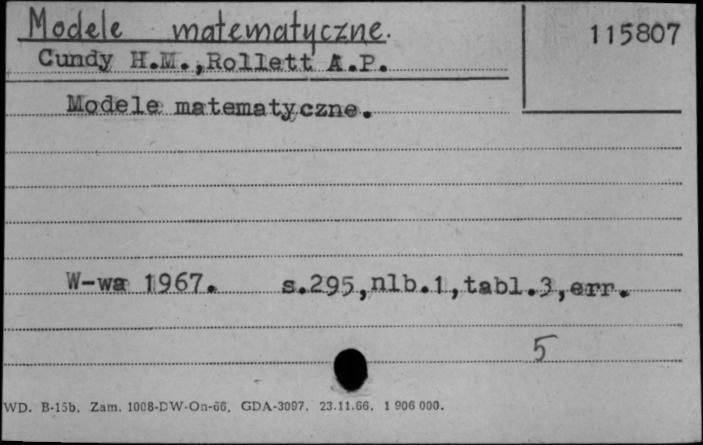 Modele matematyczne.
115807
Cundy H.M.,Rollett A.P.
Modele matematyczne.
W-wa 1967. s.295,nlb.1,tabl.3,err.
5
WD. B-15b. Zam. 1008-DW-On-66. GDA-3097. 23.11.66. 1 906 000.